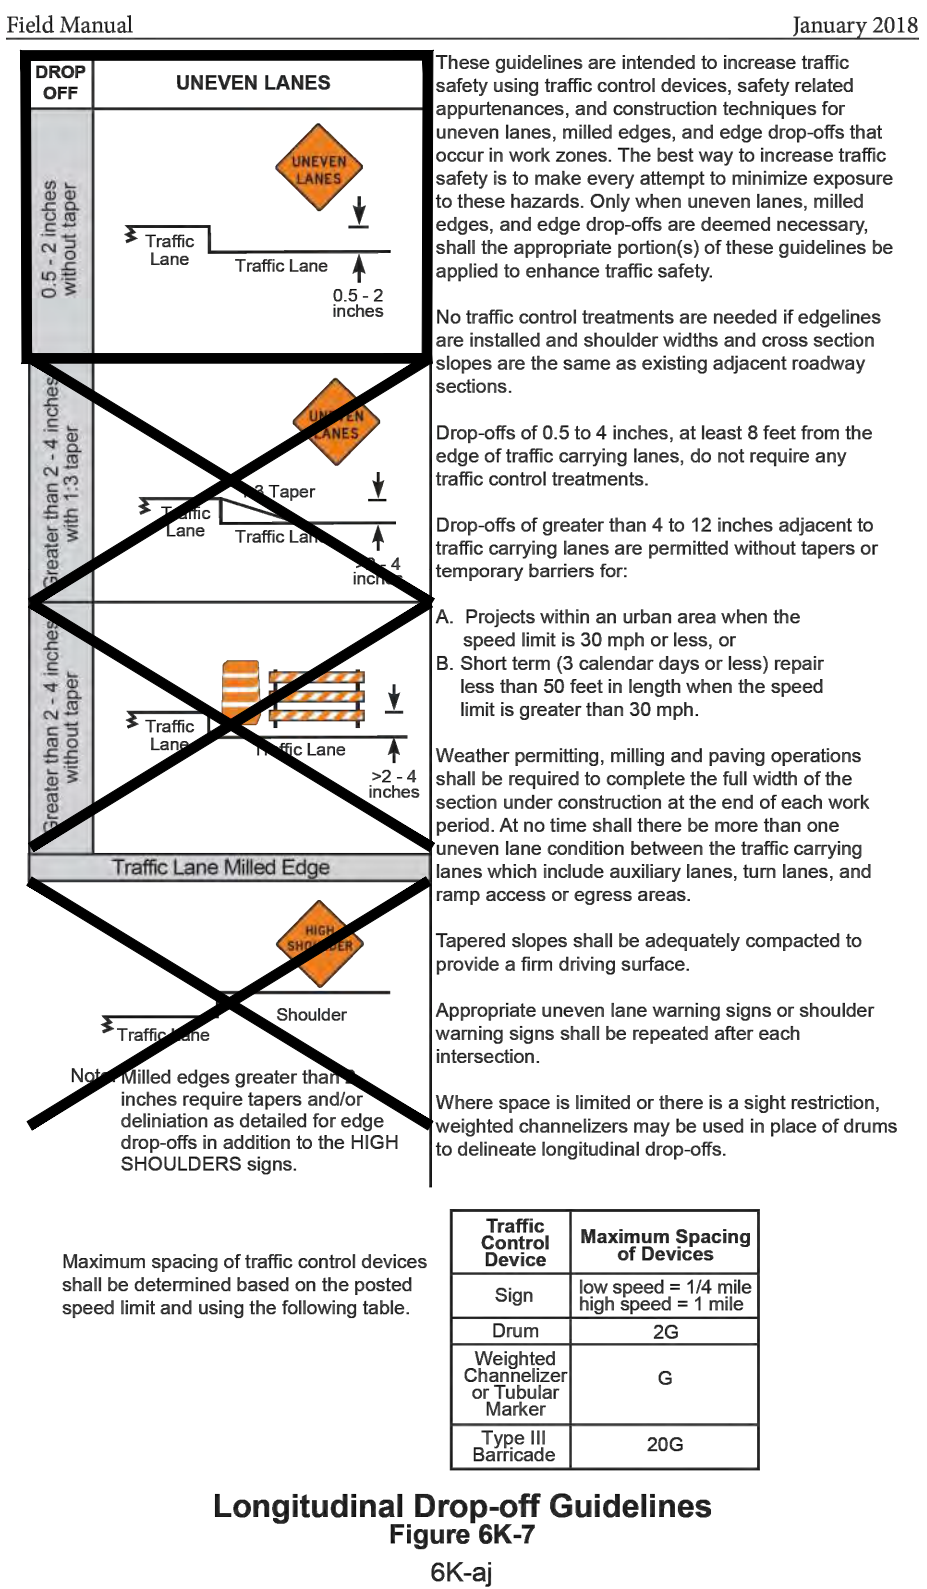 Field Manual
January 2018
DROP
OFF
UNEVEN LANES
0.5 - 2 inches
without taper
UNEVEN
LANES
Traffic
Lane
Traffic Lane
0.5 - 2
inches
Greater than 2 - 4 inches
with 1:3 taper
UNEVEN
LANES
1:3 Taper
Traffic
Lane
Traffic Lane
>2 - 4
inches
Greater than 2 - 4 inches
without taper
Traffic
Lane
Traffic Lane
>2 - 4
inches
Traffic Lane Milled Edge
HIGH
SHOULDER
Shoulder
Traffic Lane
Note: Milled edges greater than 2
inches require tapers and/or
deliniation as detailed for edge
drop-offs in addition to the HIGH
SHOULDERS signs.
These guidelines are intended to increase traffic
safety using traffic control devices, safety related
appurtenances, and construction techniques for
uneven lanes, milled edges, and edge drop-offs that
occur in work zones. The best way to increase traffic
safety is to make every attempt to minimize exposure
to these hazards. Only when uneven lanes, milled
edges, and edge drop-offs are deemed necessary,
shall the appropriate portion(s) of these guidelines be
applied to enhance traffic safety.
No traffic control treatments are needed if edgelines
are installed and shoulder widths and cross section
slopes are the same as existing adjacent roadway
sections.
Drop-offs of 0.5 to 4 inches, at least 8 feet from the
edge of traffic carrying lanes, do not require any
traffic control treatments.
Drop-offs of greater than 4 to 12 inches adjacent to
traffic carrying lanes are permitted without tapers or
temporary barriers for:
A. Projects within an urban area when the
speed limit is 30 mph or less, or
B. Short term (3 calendar days or less) repair
less than 50 feet in length when the speed
limit is greater than 30 mph.
Weather permitting, milling and paving operations
shall be required to complete the full width of the
section under construction at the end of each work
period. At no time shall there be more than one
uneven lane condition between the traffic carrying
lanes which include auxiliary lanes, turn lanes, and
ramp access or egress areas.
Tapered slopes shall be adequately compacted to
provide a firm driving surface.
Appropriate uneven lane warning signs or shoulder
warning signs shall be repeated after each
intersection.
Where space is limited or there is a sight restriction,
weighted channelizers may be used in place of drums
to delineate longitudinal drop-offs.
Maximum spacing of traffic control devices
shall be determined based on the posted
speed limit and using the following table.
Traffic
Control
Device
Maximum Spacing
of Devices
Sign
low speed = 1/4 mile
high speed = 1 mile
Drum
2G
Weighted
Channelizer
or Tubular
Marker
G
Type III
Barricade
20G
Longitudinal Drop-off Guidelines
Figure 6K-7
6K-aj